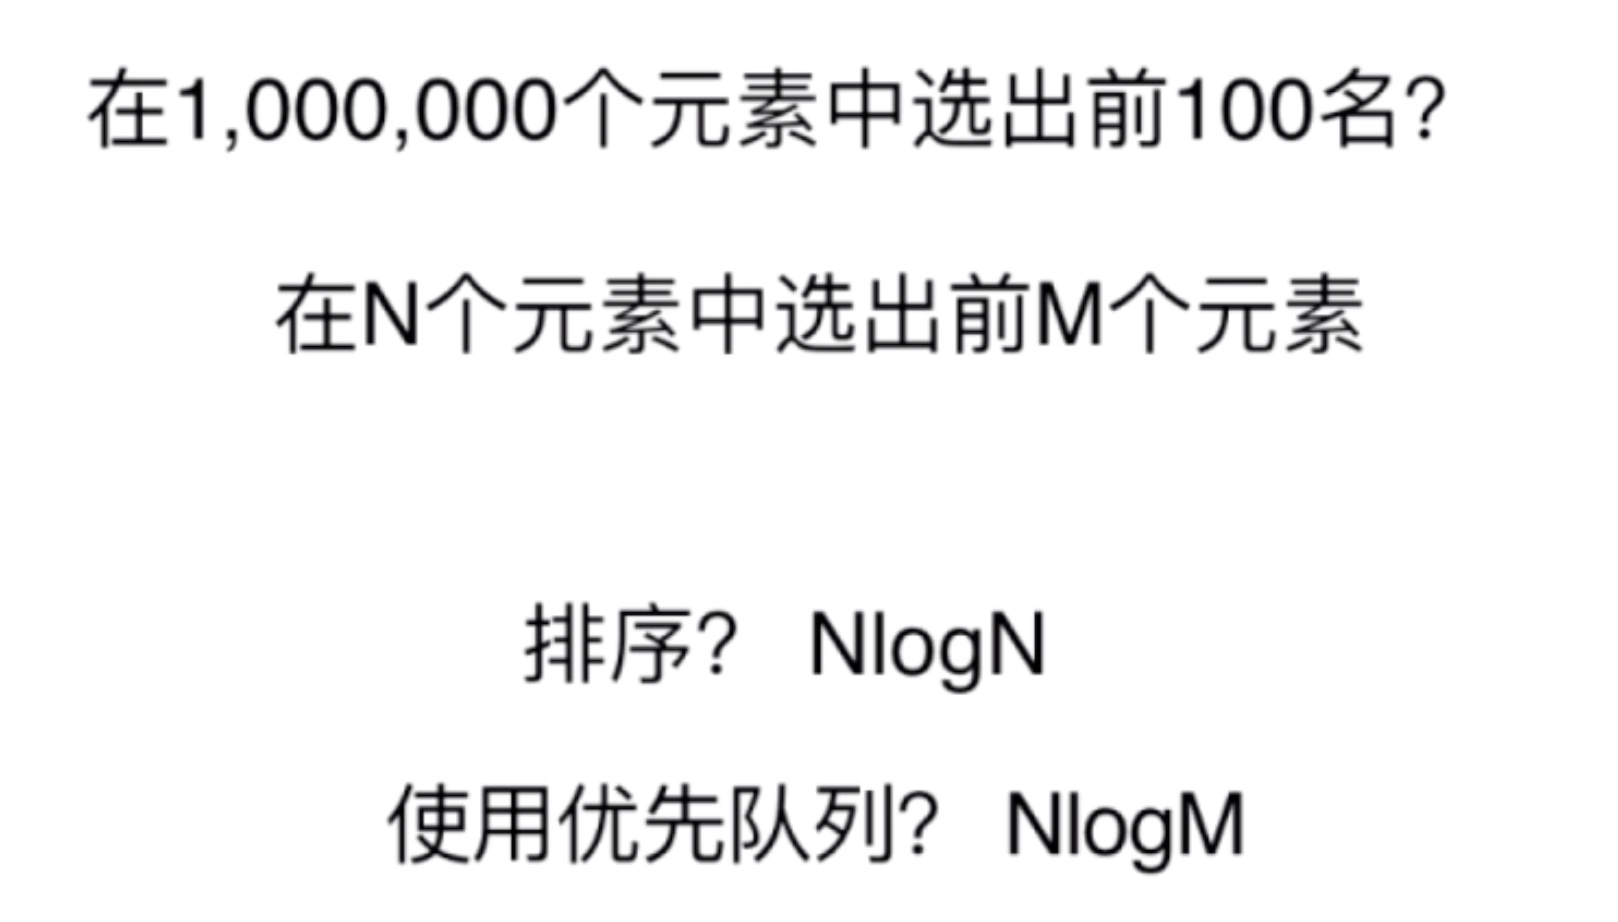 在1,000,000个元素中选出前100名？
在N个元素中选出前M个元素
排序？ NlogN
使用优先队列？ NlogM